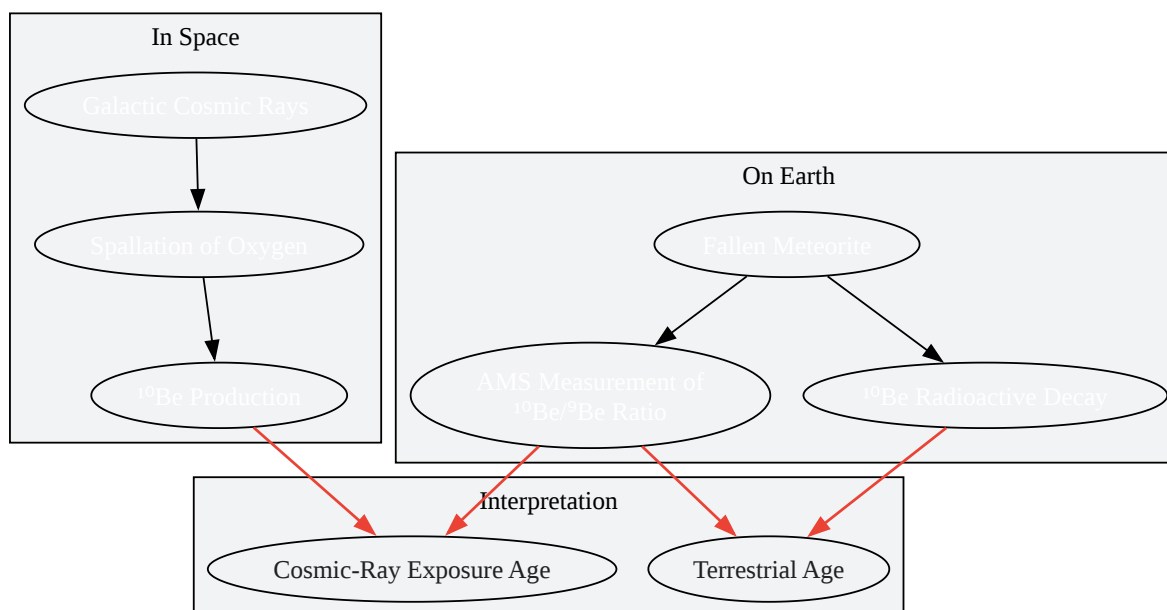 In Space
Galactic Cosmic Rays
Spallation of Oxygen
¹⁰Be Production
On Earth
Fallen Meteorite
AMS Measurement of
¹⁰Be/⁹Be Ratio
¹⁰Be Radioactive Decay
Interpretation
Cosmic-Ray Exposure Age
Terrestrial Age